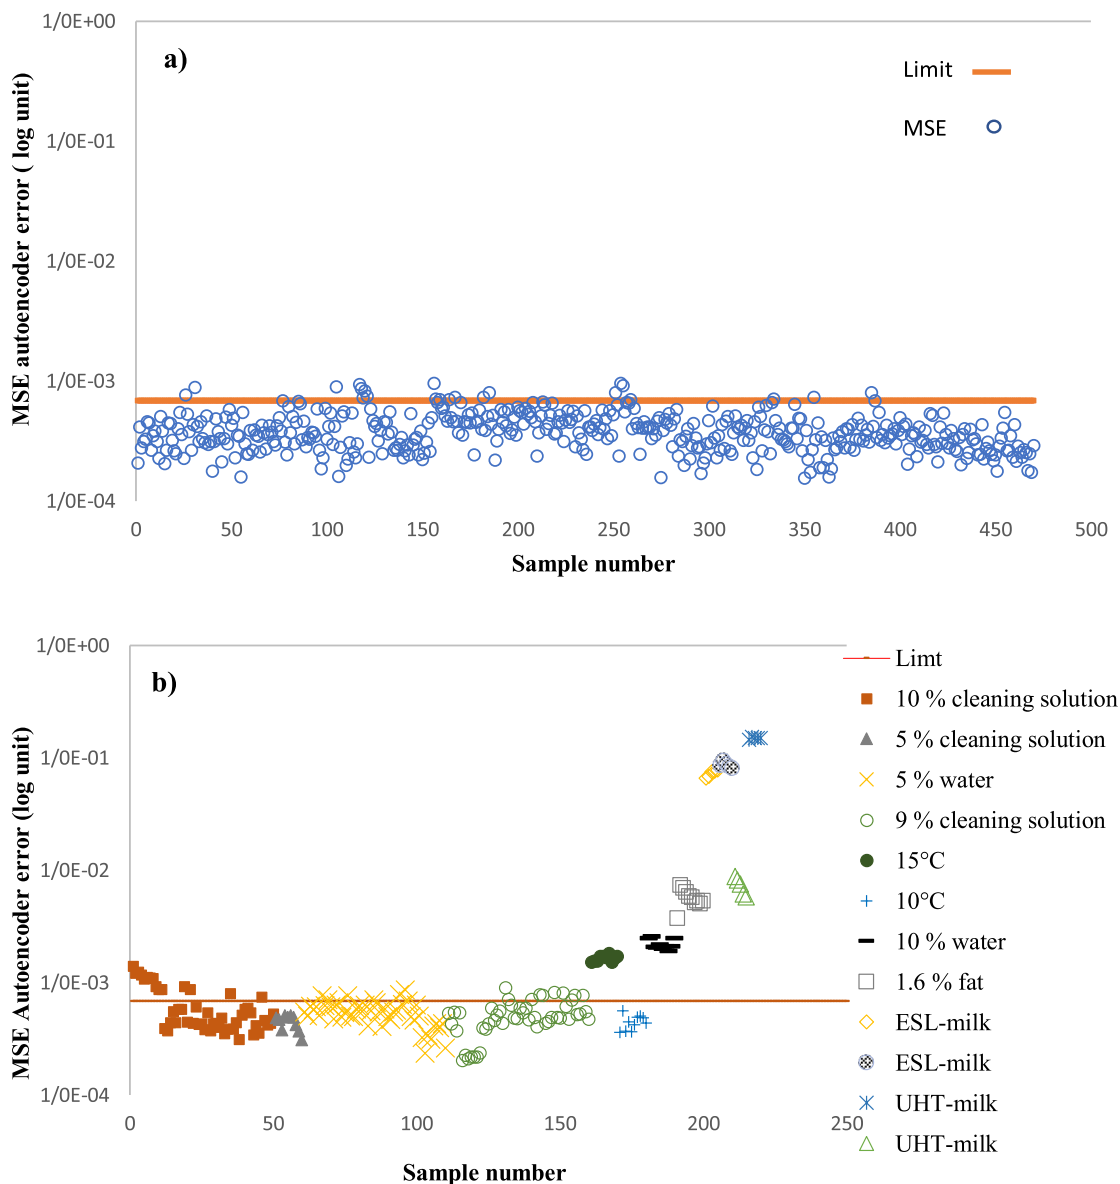 1/0E+00
a)
Limit
MSE
1/0E-01
1/0E-02
1/0E-03
1/0E-04
MSE autoencoder error ( log unit)
0 50 100 150 200 250 300 350 400 450 500
Sample number
1/0E+00
b)
1/0E-01
1/0E-02
1/0E-03
1/0E-04
MSE Autoencoder error (log unit)
0 50 100 150 200 250
Sample number
Limt
10 % cleaning solution
5 % cleaning solution
5 % water
9 % cleaning solution
15°C
10°C
10 % water
1.6 % fat
ESL-milk
ESL-milk
UHT-milk
UHT-milk